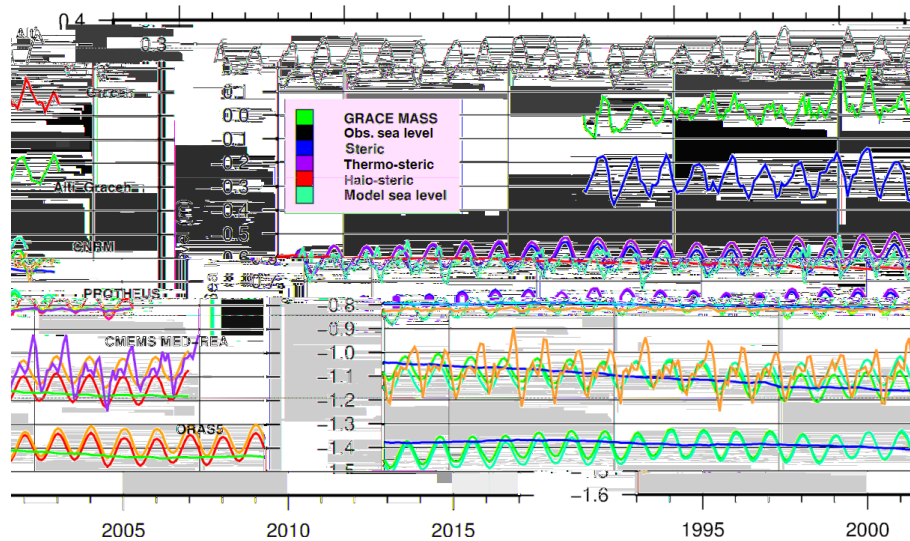 0.4
0.3
0.1
0.0
-0.1
-0.2
-0.3
-0.4
-0.5
GRACE MASS
Obs. sea level
Steric
Thermo-steric
Halo-steric
Model sea level
Alti-Grace
CNRM
PROTHEUS
-0.8
-0.9
CMEMS MED-REA
-1.0
-1.1
-1.2
-1.3
ORAS5
-1.4
-1.5
-1.6
2005 2010 2015 1995 2000